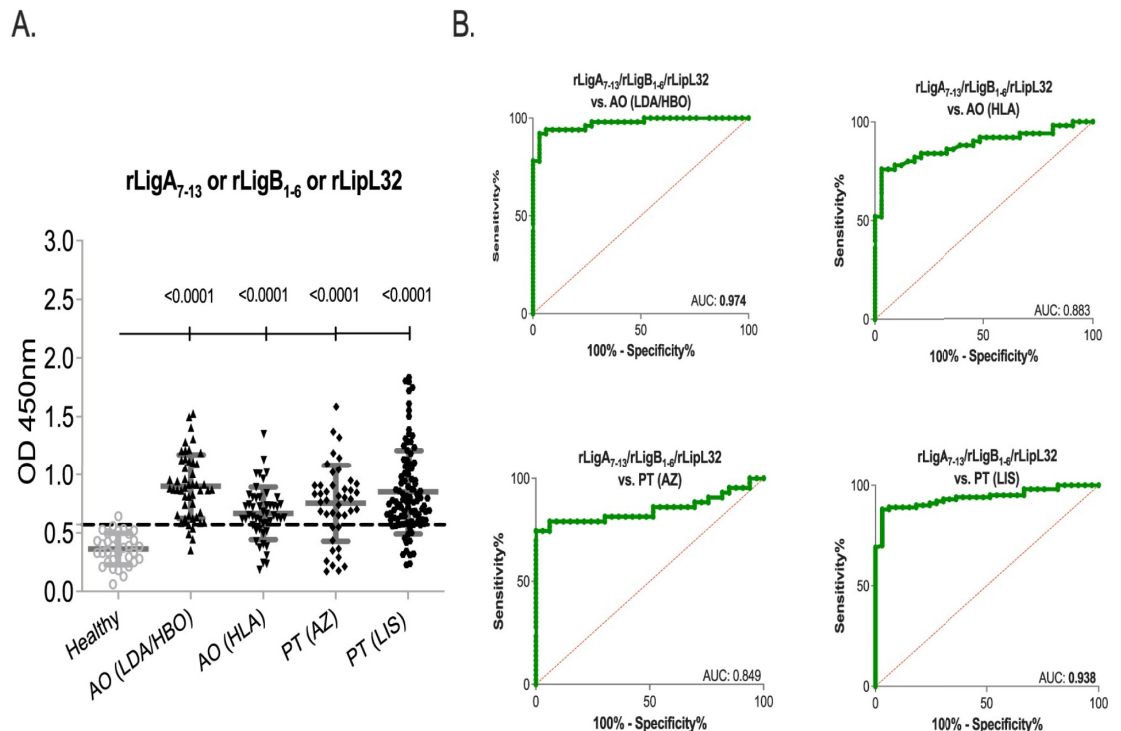 A.
rLigA7-13 or rLigB1-6 or rLipL32
OD 450nm
3.0
2.5
2.0
1.5
1.0
0.5
0.0
<0.0001 <0.0001 <0.0001 <0.0001
Healthy
AO (LDA/HBO)
AO (HLA)
PT (AZ)
PT (LIS)
B.
rLigA7-13/rLigB1-6/rLipL32
vs. AO (LDA/HBO)
Sensitivity%
100
50
0
AUC: 0.974
0 50 100
100% - Specificity%
rLigA7-13/rLigB1-6/rLipL32
vs. AO (HLA)
Sensitivity%
100
50
0
AUC: 0.883
0 50 100
100% - Specificity%
rLigA7-13/rLigB1-6/rLipL32
vs. PT (AZ)
Sensitivity%
100
50
0
AUC: 0.849
0 50 100
100% - Specificity%
rLigA7-13/rLigB1-6/rLipL32
vs. PT (LIS)
Sensitivity%
100
50
0
AUC: 0.938
0 50 100
100% - Specificity%